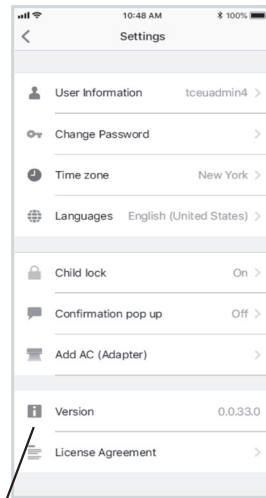 10:48 AM 100%
Settings
User Information tceuadmin4
Change Password
Time zone New York
Languages English (United States)
Child lock On
Confirmation pop up Off
Add AC (Adapter)
Version 0.0.33.0
License Agreement